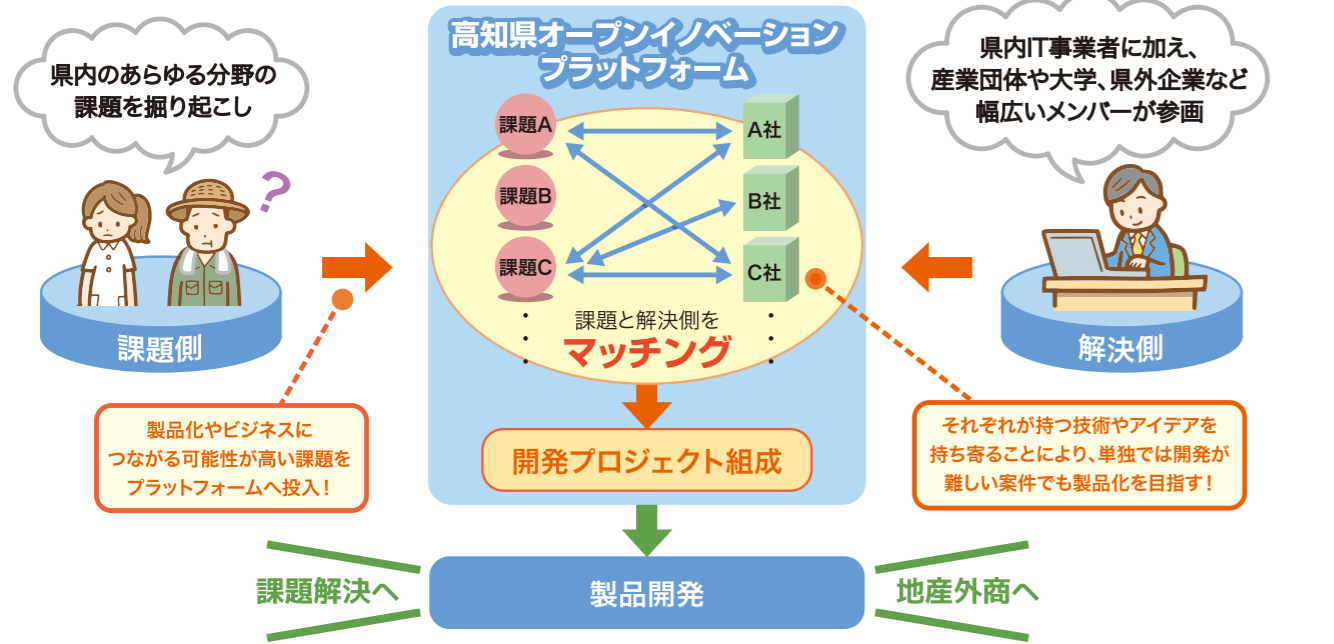 県内のあらゆる分野の
課題を掘り起こし
?
課題側
製品化やビジネスに
つながる可能性が高い課題を
プラットフォームへ投入!
高知県オープンイノベーション
プラットフォーム
課題A
課題B
課題C
A社
B社
C社
課題と解決側を
マッチング
開発プロジェクト組成
県内IT事業者に加え、
産業団体や大学、県外企業など
幅広いメンバーが参画
解決側
それぞれが持つ技術やアイデアを
持ち寄ることにより、単独では開発が
難しい案件でも製品化を目指す!
課題解決へ
製品開発
地産外商へ